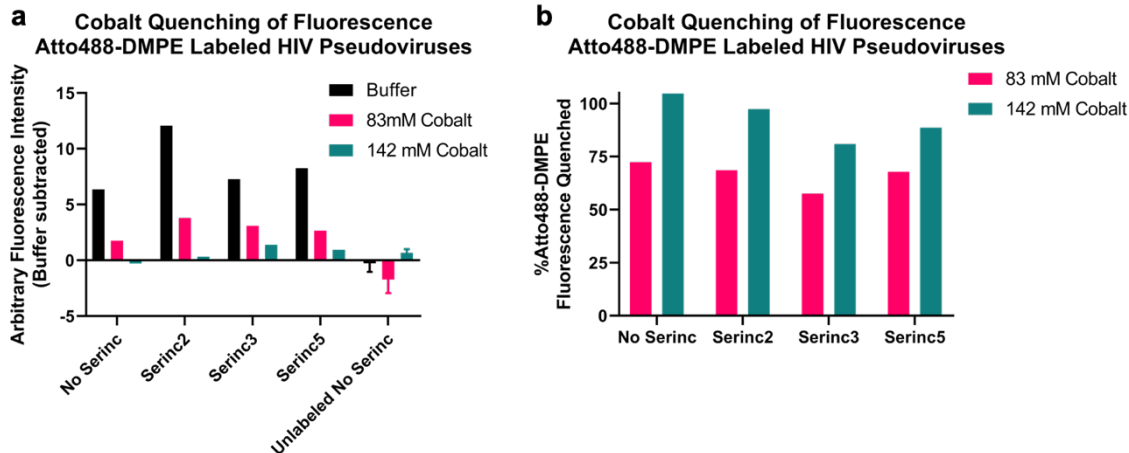 a
Cobalt Quenching of Fluorescence
Atto488-DMPE Labeled HIV Pseudoviruses
Arbitrary Fluorescence Intensity
(Buffer subtracted)
15
10
5
0
-5
Buffer
83mM Cobalt
142 mM Cobalt
No Serinc
Serinc2
Serinc3
Serinc5
Unlabeled No Serinc
b
Cobalt Quenching of Fluorescence
Atto488-DMPE Labeled HIV Pseudoviruses
%Atto488-DMPE
Fluorescence Quenched
100
75
50
25
0
83 mM Cobalt
142 mM Cobalt
No Serinc
Serinc2
Serinc3
Serinc5